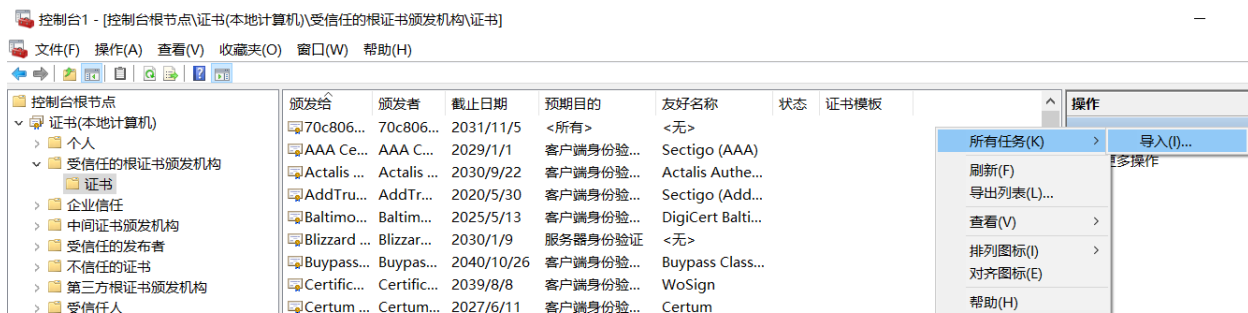 控制台1 - [控制台根节点\证书(本地计算机)\受信任的根证书颁发机构\证书]
文件(F) 操作(A) 查看(V) 收藏夹(O) 窗口(W) 帮助(H)
控制台根节点
证书(本地计算机)
个人
受信任的根证书颁发机构
证书
企业信任
中间证书颁发机构
受信任的发布者
不信任的证书
第三方根证书颁发机构
受信任人
颁发给 颁发者 截止日期 预期目的 友好名称 状态 证书模板
70c806... 70c806... 2031/11/5 <所有> <无>
AAA Ce... AAA C... 2029/1/1 客户端身份验... Sectigo (AAA)
Actalis ... Actalis ... 2030/9/22 客户端身份验... Actalis Authe...
AddTru... AddTr... 2020/5/30 客户端身份验... Sectigo (Add...
Baltimo... Baltim... 2025/5/13 客户端身份验... DigiCert Balti...
Blizzard ... Blizzar... 2030/1/9 服务器身份验证 <无>
Buypass... Buypas... 2040/10/26 客户端身份验... Buypass Class...
Certific... Certific... 2039/8/8 客户端身份验... WoSign
Certum ... Certum... 2027/6/11 客户端身份验... Certum
操作
更多操作
所有任务(K)
导入(I)...
刷新(F)
导出列表(L)...
查看(V)
排列图标(I)
对齐图标(E)
帮助(H)